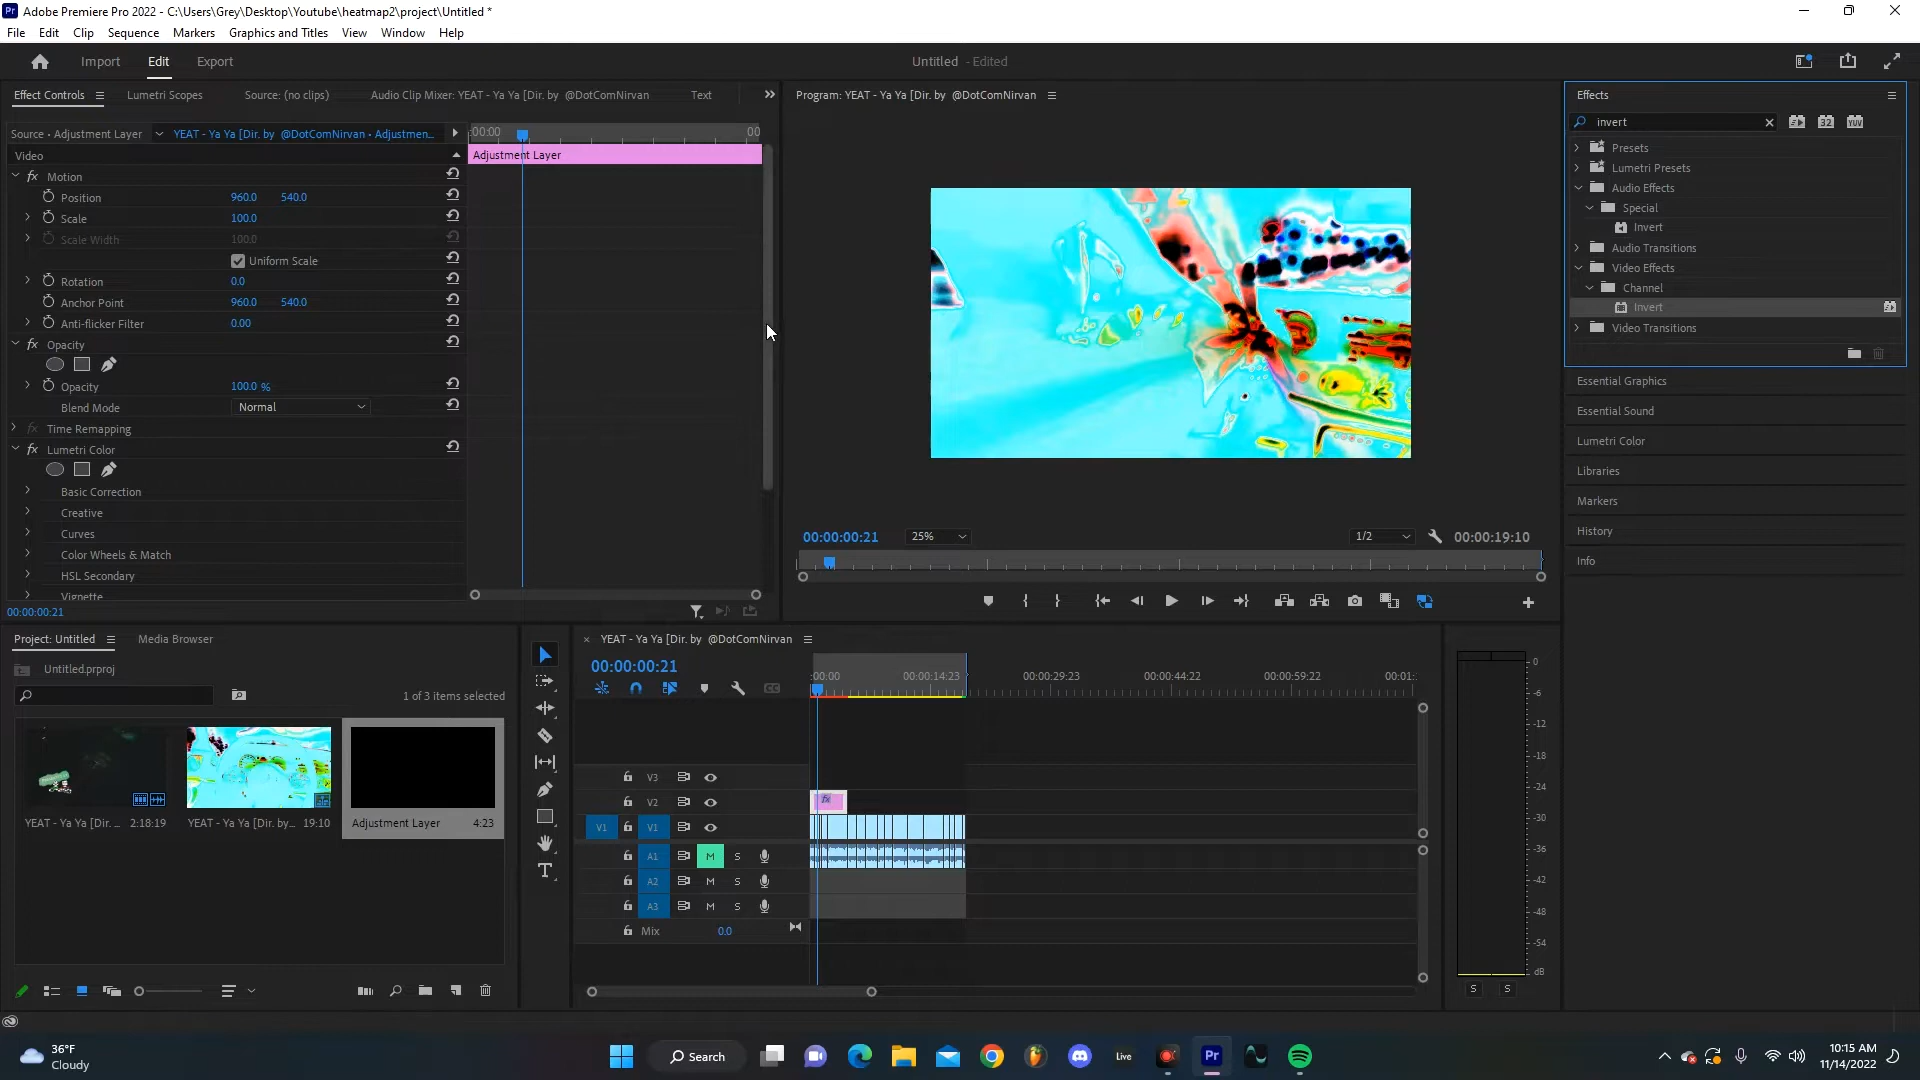 Adobe Premiere Pro 2022 - C:\Users\Grey\Desktop\Youtube\heatmap2\project\Untitled *
File Edit Clip Sequence Markers Graphics and Titles View Window Help
Import Edit Export
Untitled - Edited
Effect Controls Lumetri Scopes Source: (no clips) Audio Clip Mixer: YEAT - Ya Ya [Dir. by @DotComNirvan Text
Source • Adjustment Layer YEAT - Ya Ya [Dir. by @DotComNirvan • Adjustmen...
:00:00 00
Video
Adjustment Layer
Motion
Position 960.0 540.0
Scale 100.0
Scale Width 100.0
Uniform Scale
Rotation 0.0
Anchor Point 960.0 540.0
Anti-flicker Filter 0.00
Opacity
Opacity 100.0 %
Blend Mode Normal
Time Remapping
Lumetri Color
Basic Correction
Creative
Curves
Color Wheels & Match
HSL Secondary
Vignette
00:00:00:21
Program: YEAT - Ya Ya [Dir. by @DotComNirvan
00:00:00:21 25% 1/2 00:00:19:10
Effects
invert
32 YUV
Presets
Lumetri Presets
Audio Effects
Special
Invert
Audio Transitions
Video Effects
Channel
Invert
Video Transitions
Essential Graphics
Essential Sound
Lumetri Color
Libraries
Markers
History
Info
Project: Untitled Media Browser
Untitled.prproj
1 of 3 items selected
YEAT - Ya Ya [Dir. ... 2:18:19
YEAT - Ya Ya [Dir. by... 19:10
Adjustment Layer 4:23
YEAT - Ya Ya [Dir. by @DotComNirvan
00:00:00:21
:00:00 00:00:14:23 00:00:29:23 00:00:44:22 00:00:59:22 00:01:
V3
V2 fx
V1 V1
A1 M S
A2 M S
A3 M S
Mix 0.0
0
-6
-12
-18
-24
-30
-36
-42
-48
-54
dB
S S
36°F
Cloudy
Search
Live
Pr
10:15 AM
11/14/2022